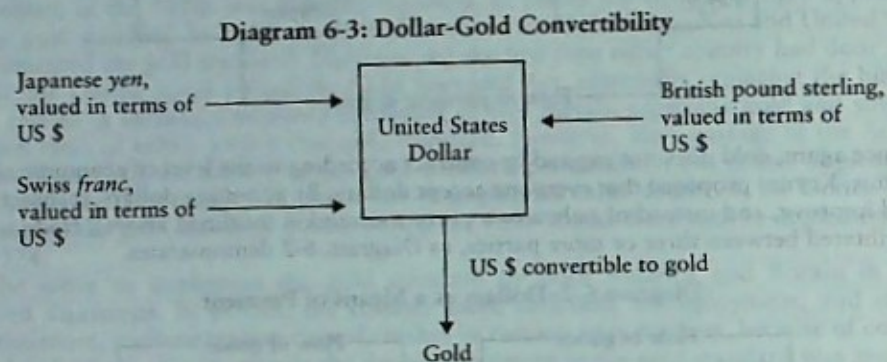 Diagram 6-3: Dollar-Gold Convertibility
Japanese yen,
valued in terms of
US $
Swiss franc,
valued in terms of
US $
United States
Dollar
British pound sterling,
valued in terms of
US $
US $ convertible to gold
Gold